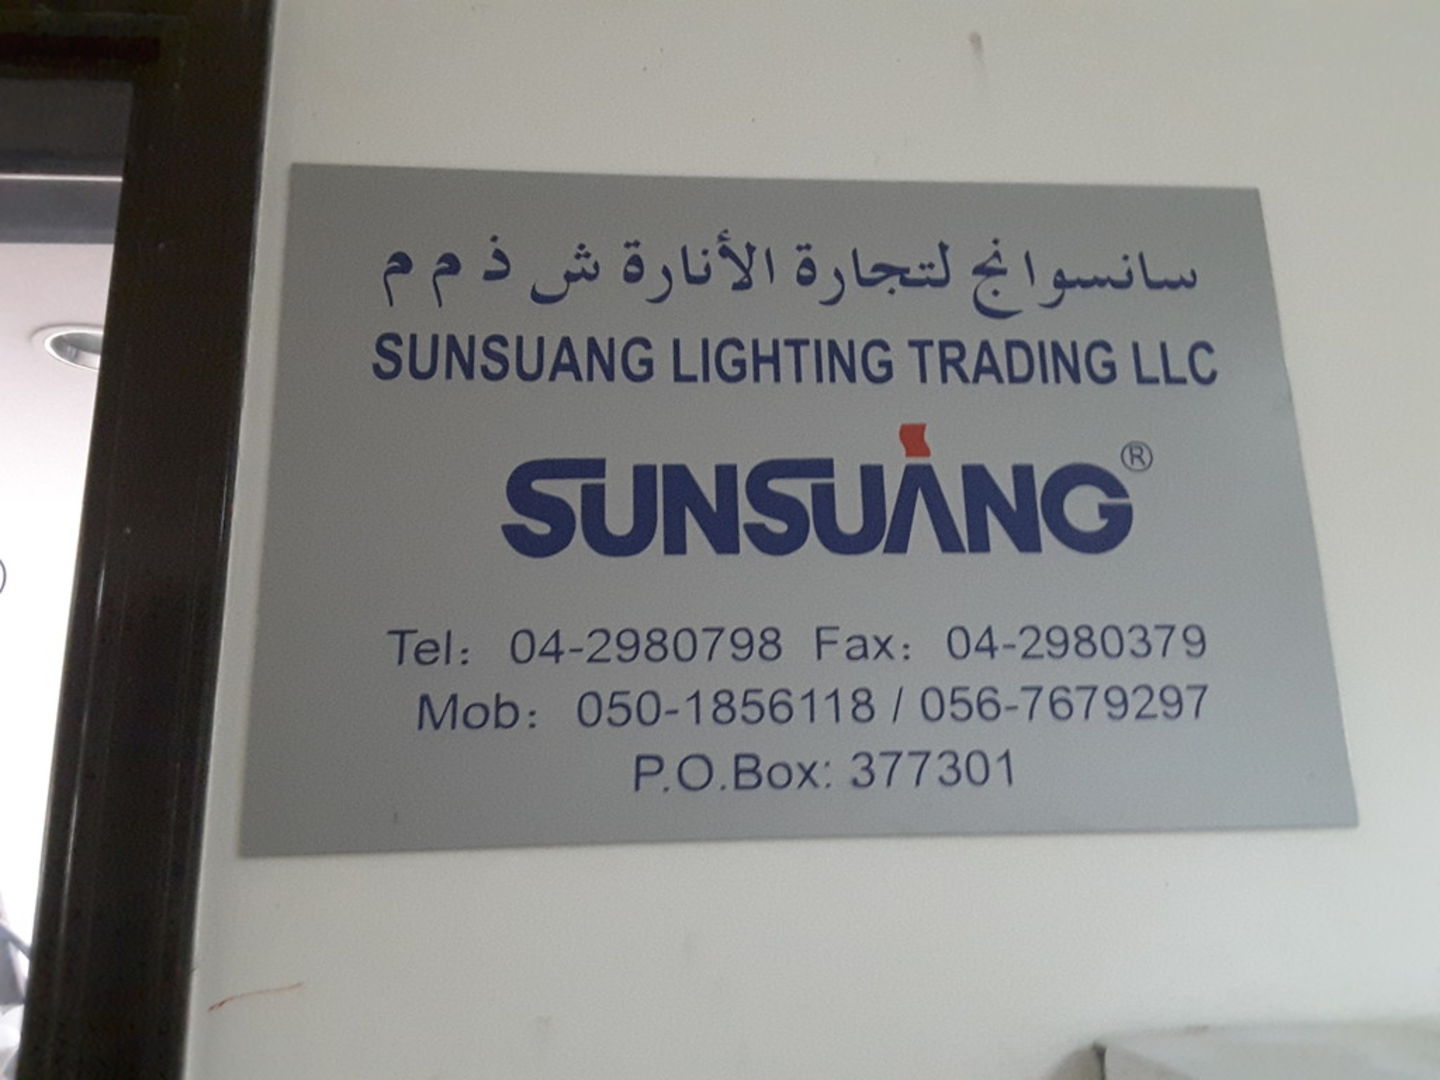 سانسوانج لتجارة الأنارة ش ذ م م
SUNSUANG LIGHTING TRADING LLC
SUNSUANG®
Tel: 04-2980798 Fax: 04-2980379
Mob: 050-1856118 / 056-7679297
P.O.Box: 377301